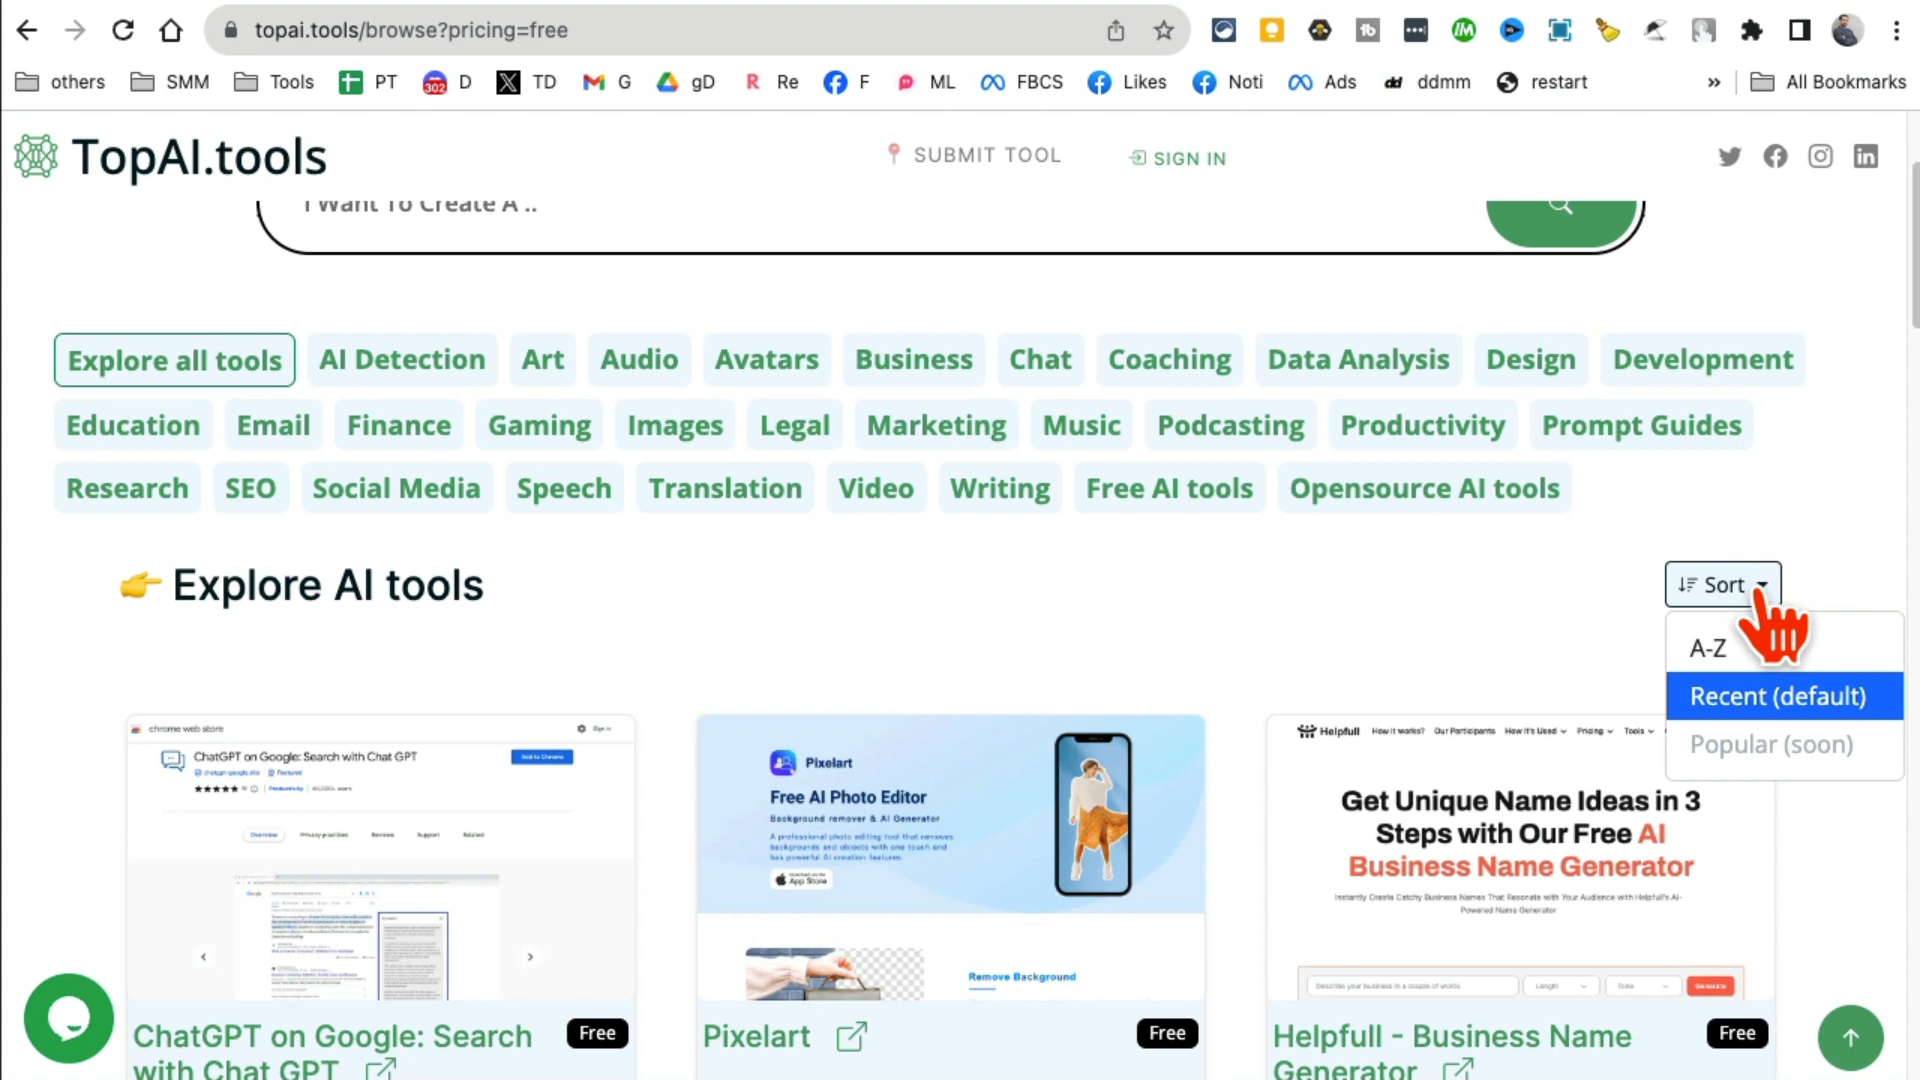 topai.tools/browse?pricing=free
others SMM Tools PT 302 D TD G gD R Re F ML FBCS Likes Noti Ads dd ddmm restart » All Bookmarks
TopAI.tools SUBMIT TOOL SIGN IN
I Want To Create A ..
Explore all tools AI Detection Art Audio Avatars Business Chat Coaching Data Analysis Design Development
Education Email Finance Gaming Images Legal Marketing Music Podcasting Productivity Prompt Guides
Research SEO Social Media Speech Translation Video Writing Free AI tools Opensource AI tools
Explore AI tools Sort
A-Z
Recent (default)
Popular (soon)
chrome web store Sign in
ChatGPT on Google: Search with Chat GPT Add to Chrome
chatgpt-google.site Featured
Productivity
Overview Privacy practices Reviews Support Related
Pixelart
Free AI Photo Editor
Background remover & AI Generator
A professional photo editing tool that removes
backgrounds and objects with one touch and
has powerful AI creation features.
Download on the
App Store
Remove Background
Helpfull How it works? Our Participants How It's Used Pricing Tools
Get Unique Name Ideas in 3
Steps with Our Free AI
Business Name Generator
Instantly Create Catchy Business Names That Resonate with Your Audience with Helpfull's AI-
Powered Name Generator
Describe your business in a couple of words. Length Tone Generate
ChatGPT on Google: Search Free
with Chat GPT
Pixelart Free
Helpfull - Business Name Free
Generator